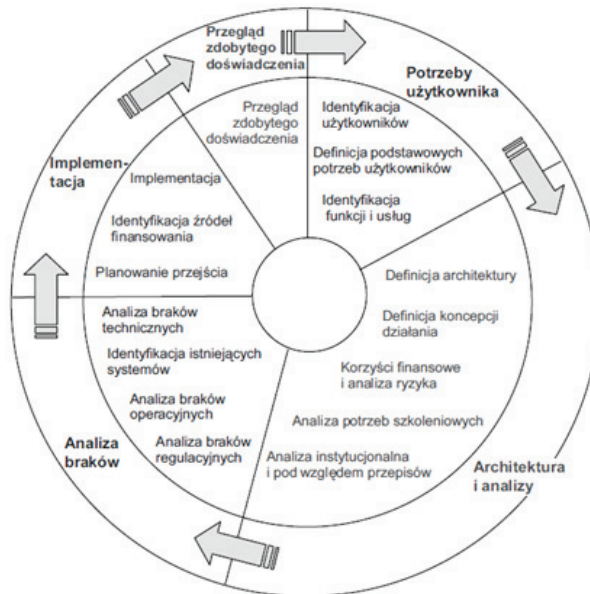 Przegląd
zdobytego
doświadczenia
Potrzeby
użytkownika
Przegląd
zdobytego
doświadczenia
Identyfikacja
użytkowników
Definicja podstawowych
potrzeb użytkowników
Identyfikacja
funkcji i usług
Implemen-
tacja
Implementacja
Identyfikacja źródeł
finansowania
Planowanie przejścia
Definicja architektury
Definicja koncepcji
działania
Korzyści finansowe
i analiza ryzyka
Analiza potrzeb szkoleniowych
Analiza instytucjonalna
i pod względem przepisów
Architektura
i analizy
Analiza braków
technicznych
Identyfikacja istniejących
systemów
Analiza braków
operacyjnych
Analiza braków
regulacyjnych
Analiza
braków